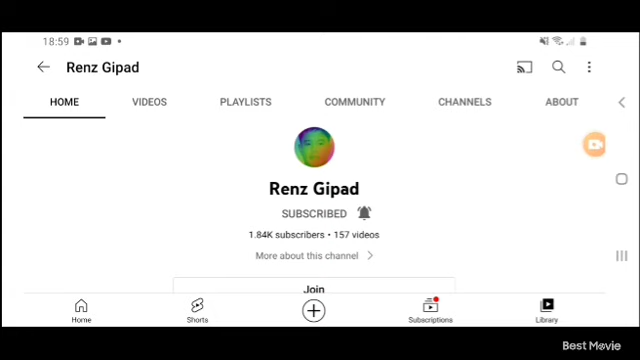 18:59
Renz Gipad
HOME VIDEOS PLAYLISTS COMMUNITY CHANNELS ABOUT
Renz Gipad
SUBSCRIBED
1.84K subscribers • 157 videos
More about this channel
Join
Home Shorts Subscriptions Library
Best Movie